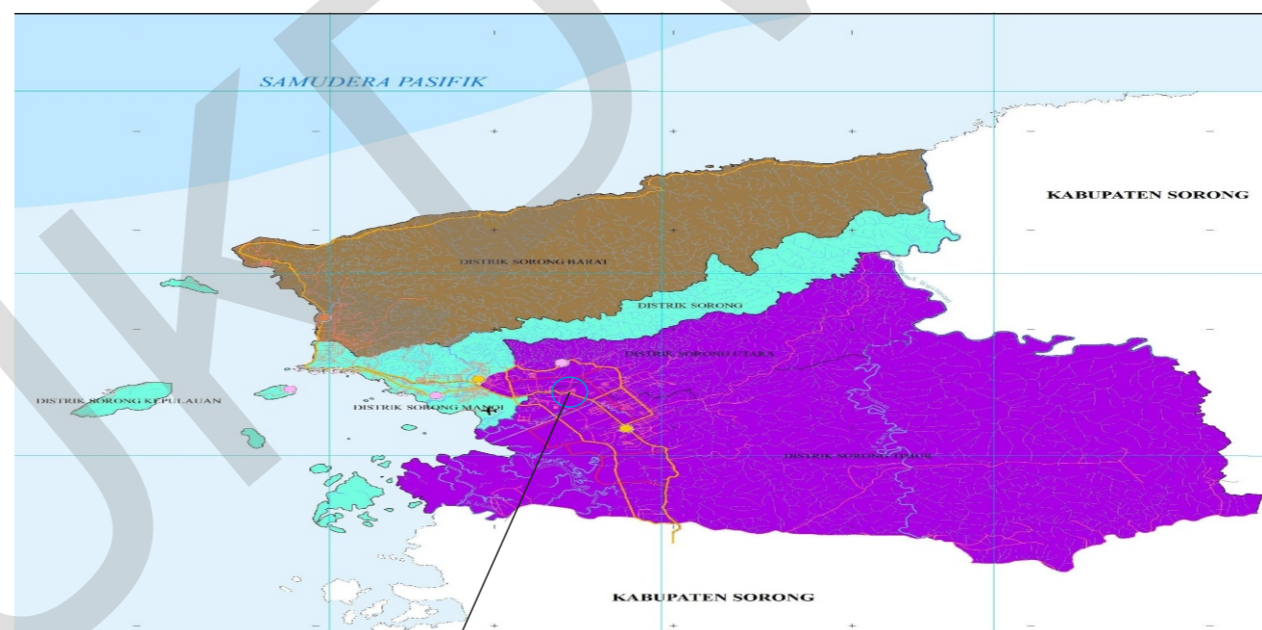 SAMUDERA PASIFIK
KABUPATEN SORONG
DISTRIK SORONG BARAT
DISTRIK SORONG
DISTRIK SORONG UTARA
DISTRIK SORONG KEPULAUAN
DISTRIK SORONG MANOI
DISTRIK SORONG TIMUR
KABUPATEN SORONG